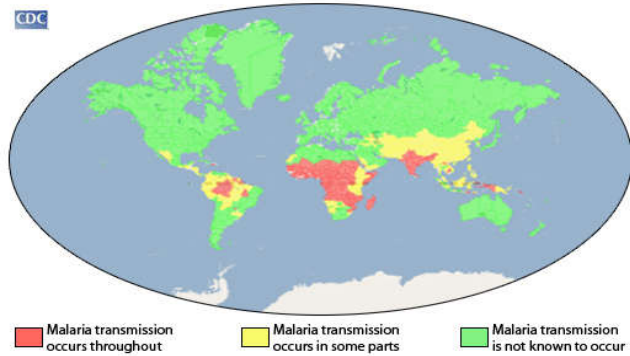 CDC
Malaria transmission
occurs throughout
Malaria transmission
occurs in some parts
Malaria transmission
is not known to occur